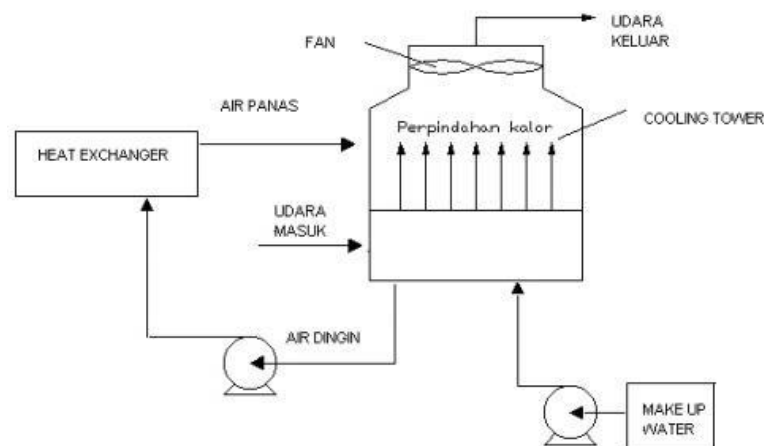 UDARA
KELUAR
FAN
AIR PANAS
Perpindahan kalor
COOLING TOWER
HEAT EXCHANGER
UDARA
MASUK
AIR DINGIN
MAKE UP
WATER